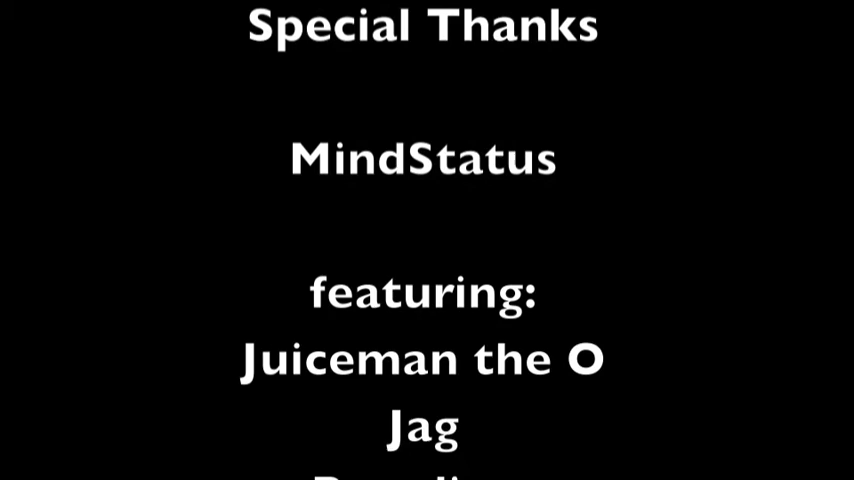 Special Thanks
MindStatus
featuring:
Juiceman the O
Jag